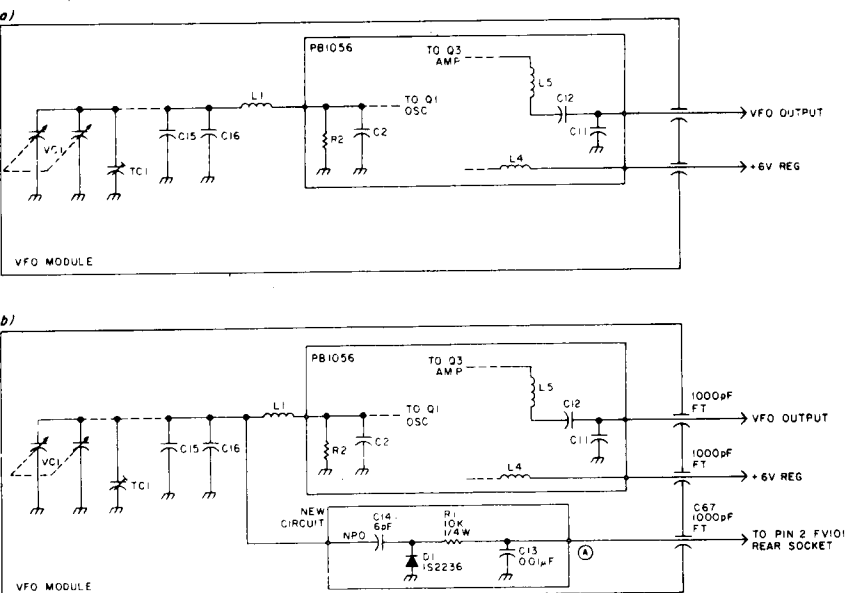 a)
PB1056
TO Q3
AMP
L5
C12
C11
L1
TO Q1
OSC
VC1
TC1
C15
C16
R2
C2
L4
VFO OUTPUT
+6V REG
VFO MODULE
b)
PB1056
TO Q3
AMP
L5
C12
C11
1000pF
FT
VFO OUTPUT
L1
TO Q1
OSC
VC1
TC1
C15
C16
R2
C2
L4
1000pF
FT
+6V REG
NEW
CIRCUIT
NPO
C14
6pF
R1
10K
1/4W
D1
1S2236
C13
0.01µF
A
C67
1000pF
FT
TO PIN 2 FV101
REAR SOCKET
VFO MODULE